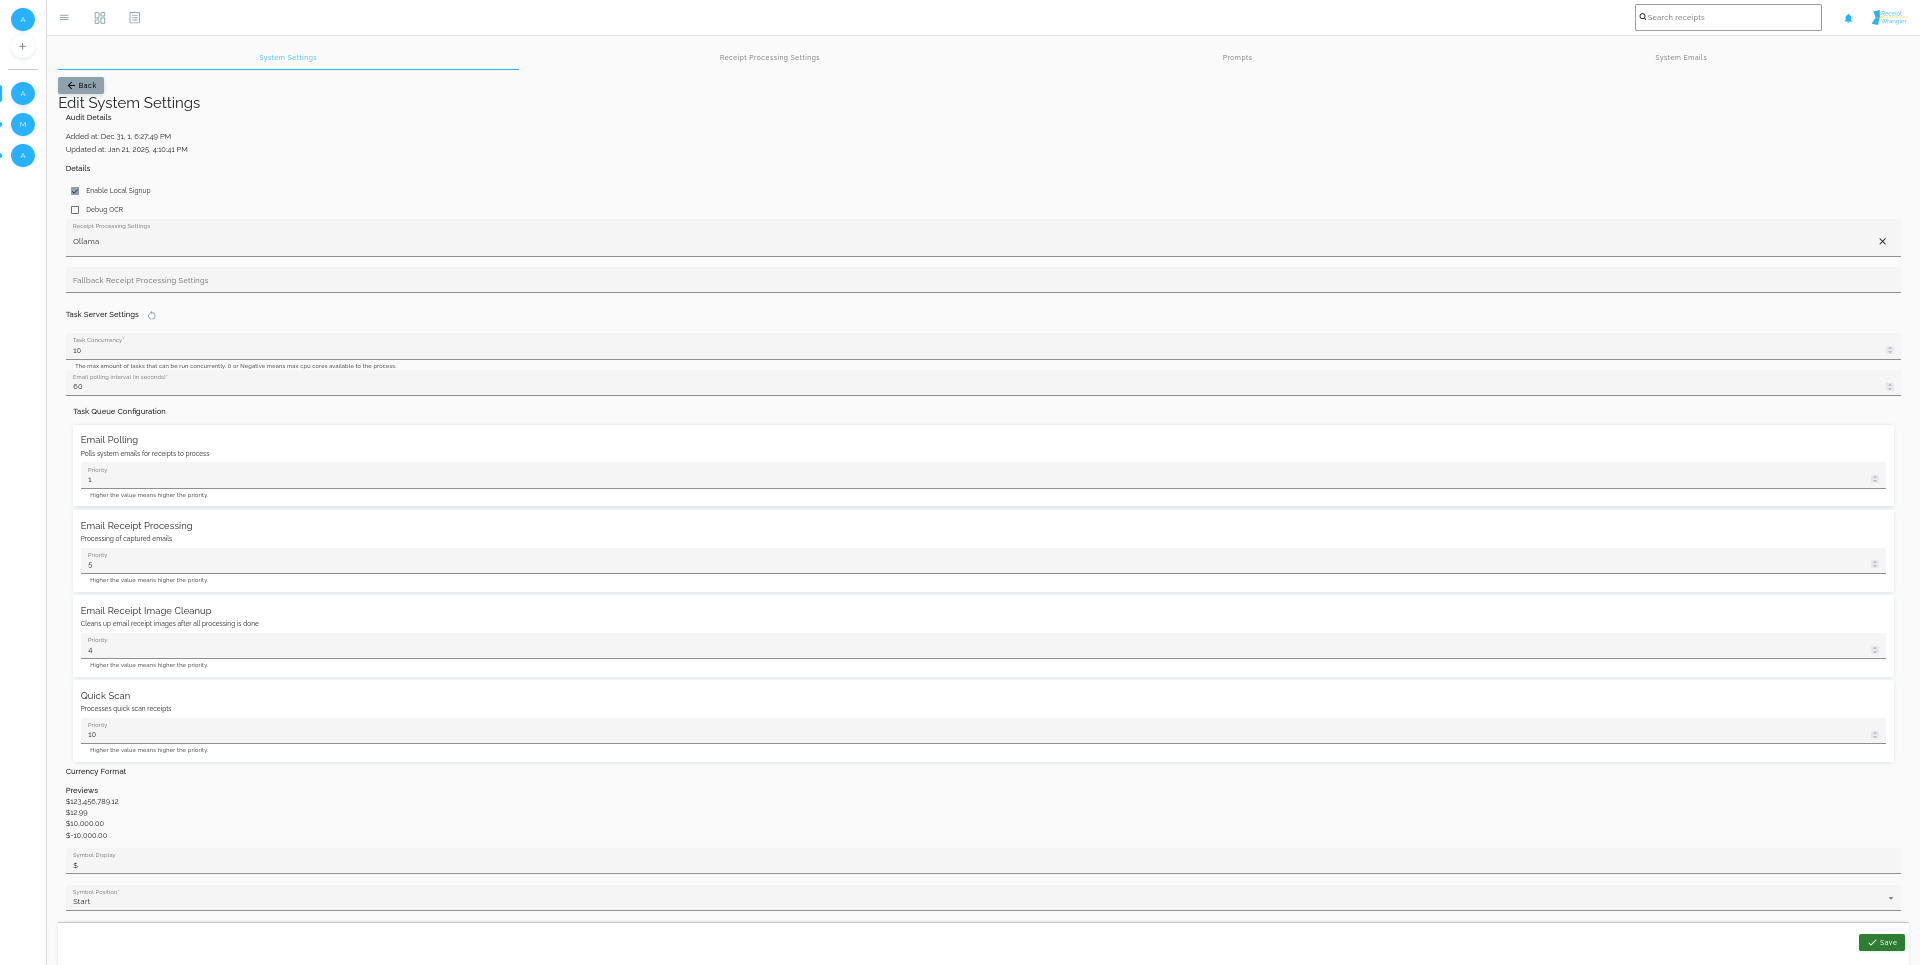 A
Search receipts
Receipt
Wrangler
+
System Settings
Receipt Processing Settings
Prompts
System Emails
Back
A
Edit System Settings
Audit Details
M
Added at: Dec 31, 1, 6:27:49 PM
Updated at: Jan 21, 2025, 4:10:41 PM
A
Details
Enable Local Signup
Debug OCR
Receipt Processing Settings
Ollama
Fallback Receipt Processing Settings
Task Server Settings
Task Concurrency*
10
The max amount of tasks that can be run concurrently. 0 or Negative means max cpu cores available to the process.
Email polling interval (in seconds)*
60
Task Queue Configuration
Email Polling
Polls system emails for receipts to process
Priority
1
Higher the value means higher the priority.
Email Receipt Processing
Processing of captured emails
Priority
5
Higher the value means higher the priority.
Email Receipt Image Cleanup
Cleans up email receipt images after all processing is done
Priority
4
Higher the value means higher the priority.
Quick Scan
Processes quick scan receipts
Priority
10
Higher the value means higher the priority.
Currency Format
Previews
$123,456,789.12
$12.99
$10,000.00
$-10,000.00
Symbol Display
$
Symbol Position*
Start
Save